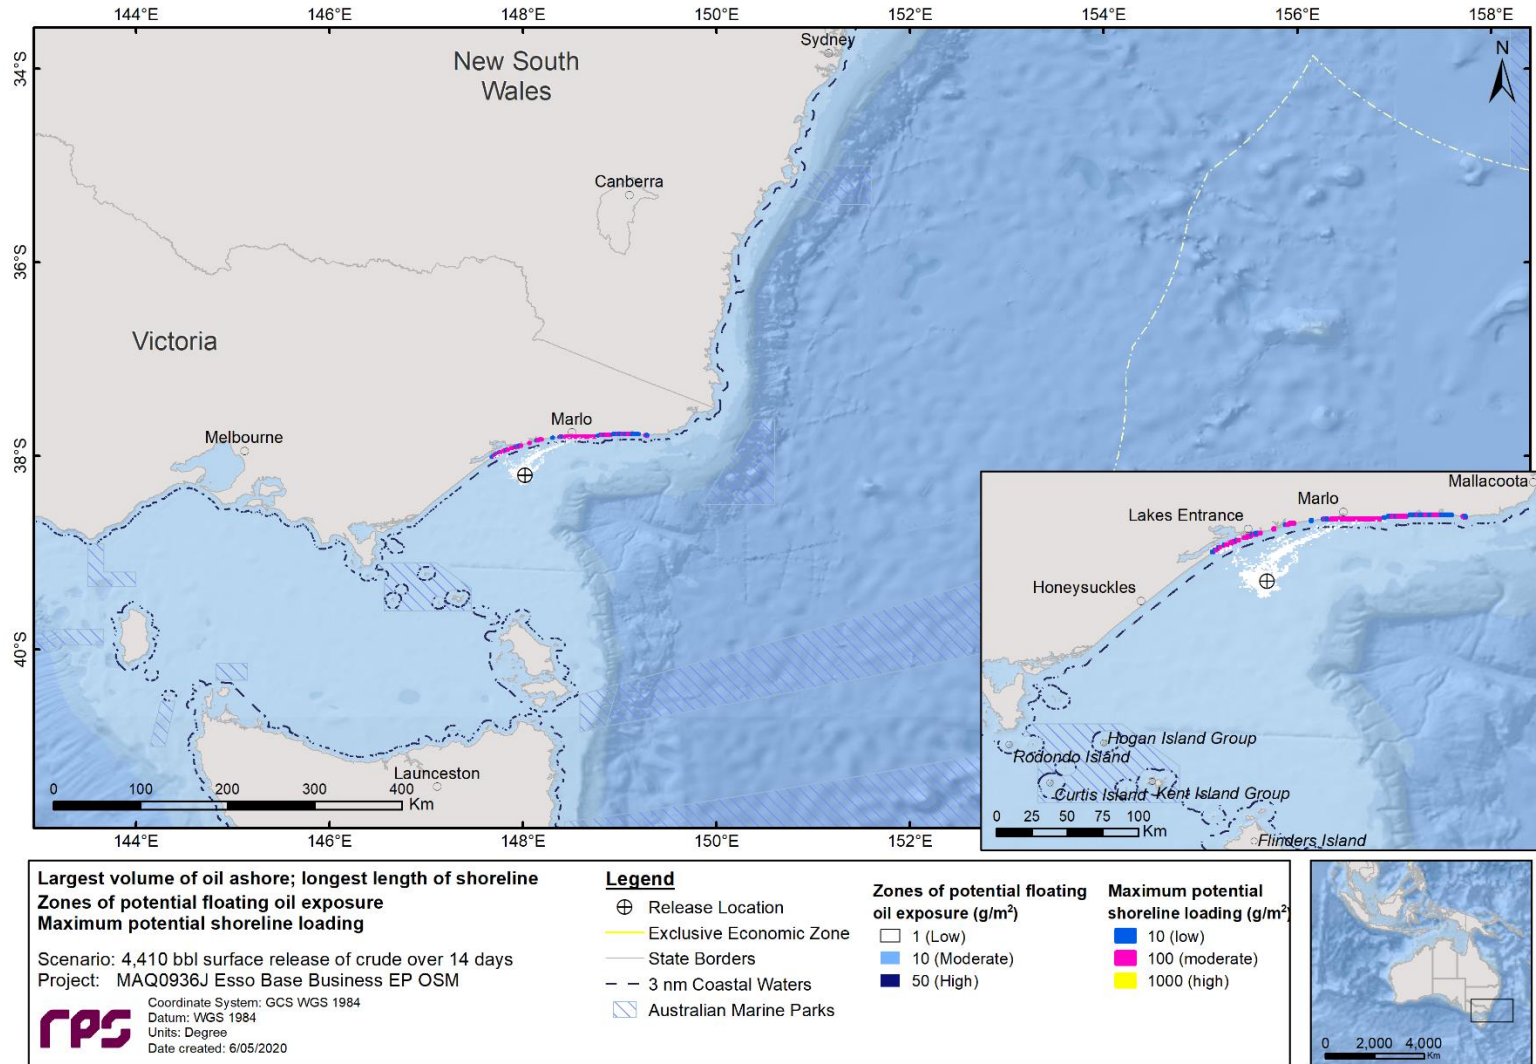 144°E 146°E 148°E 150°E 152°E 154°E 156°E 158°E
Sydney
N
New South
Wales
34°S
Canberra
36°S
Victoria
Marlo
Melbourne
38°S
Mallacoota
Marlo
Lakes Entrance
Honeysuckles
40°S
Hogan Island Group
Rodondo Island
Curtis Island
Kent Island Group
Flinders Island
0 25 50 75 100
Km
Launceston
0 100 200 300 400
Km
144°E 146°E 148°E 150°E 152°E
Largest volume of oil ashore; longest length of shoreline
Zones of potential floating oil exposure
Maximum potential shoreline loading
Scenario: 4,410 bbl surface release of crude over 14 days
Project: MAQ0936J Esso Base Business EP OSM
rps
Coordinate System: GCS WGS 1984
Datum: WGS 1984
Units: Degree
Date created: 6/05/2020
Legend
Release Location
Exclusive Economic Zone
State Borders
3 nm Coastal Waters
Australian Marine Parks
Zones of potential floating
oil exposure (g/m²)
1 (Low)
10 (Moderate)
50 (High)
Maximum potential
shoreline loading (g/m²)
10 (low)
100 (moderate)
1000 (high)
0 2,000 4,000
Km